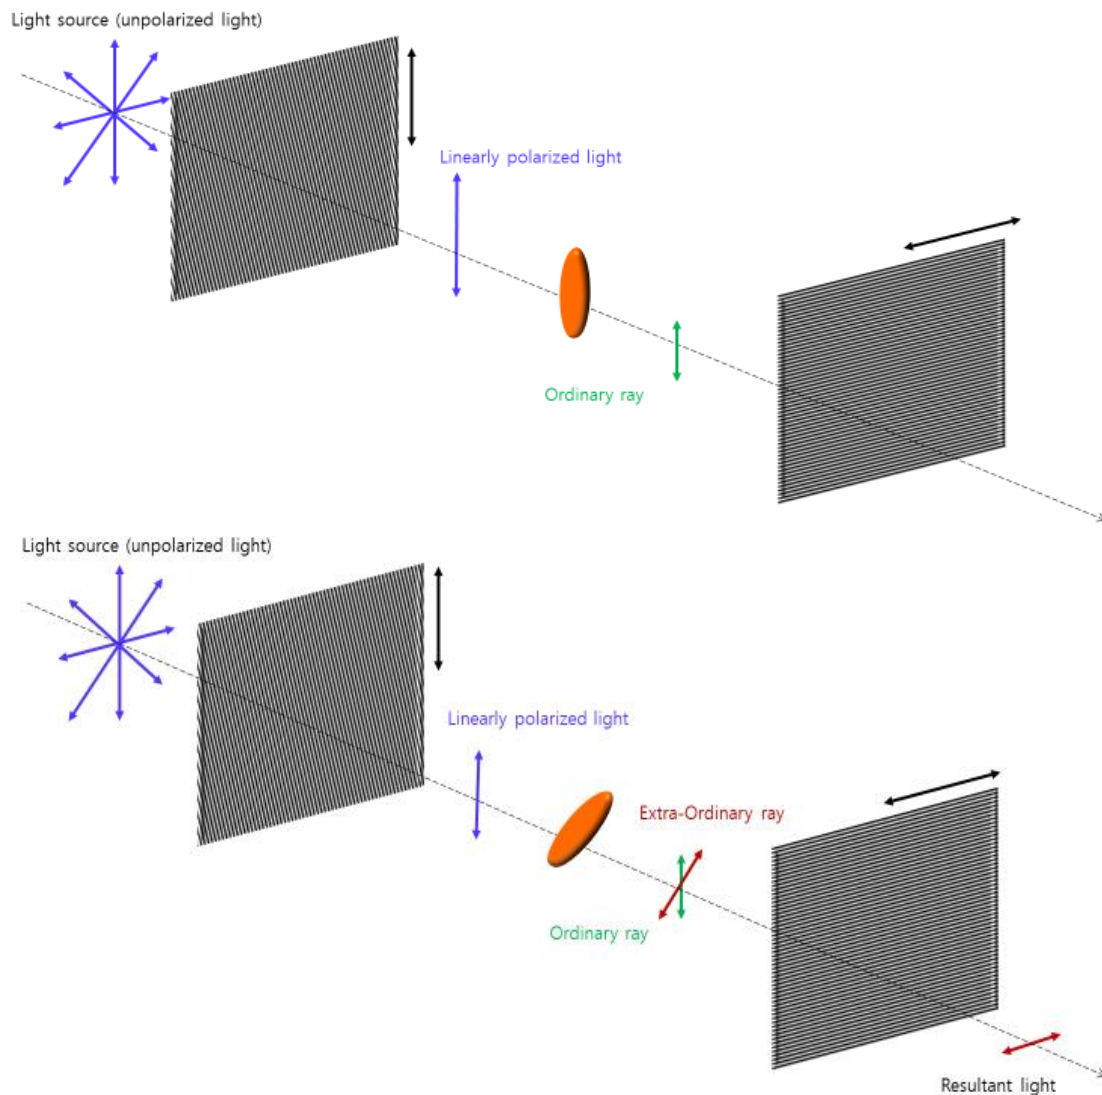 Light source (unpolarized light)
Linearly polarized light
Ordinary ray
Light source (unpolarized light)
Linearly polarized light
Extra-Ordinary ray
Ordinary ray
Resultant light